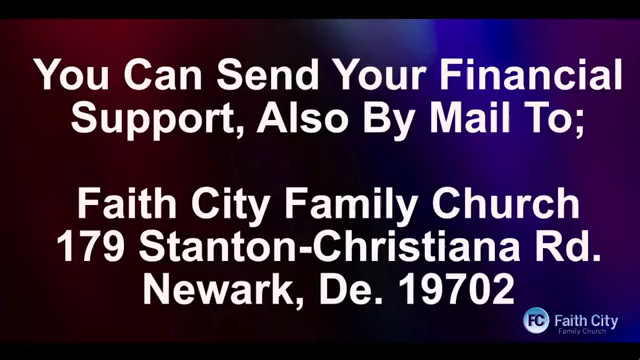 You Can Send Your Financial
Support, Also By Mail To;
Faith City Family Church
179 Stanton-Christiana Rd.
Newark, De. 19702
FC Faith City
Family Church